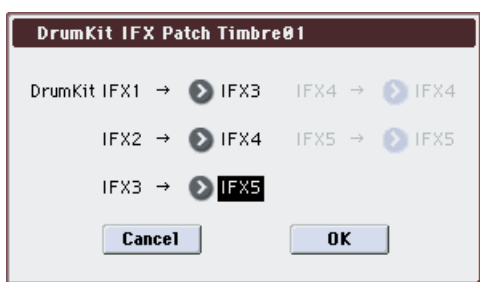 DrumKit IFX Patch Timbre01
DrumKit IFX1 → IFX3 IFX4 → IFX4
IFX2 → IFX4 IFX5 → IFX5
IFX3 → IFX5
Cancel OK